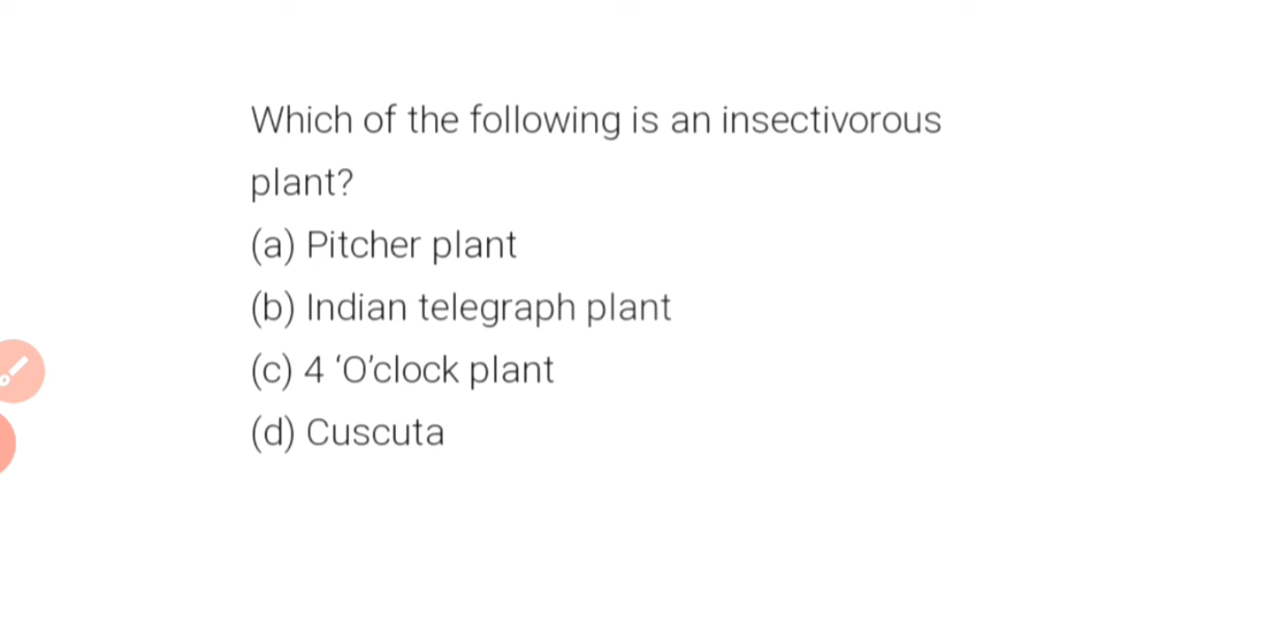 Which of the following is an insectivorous
plant?
(a) Pitcher plant
(b) Indian telegraph plant
(c) 4 ‘O’clock plant
(d) Cuscuta